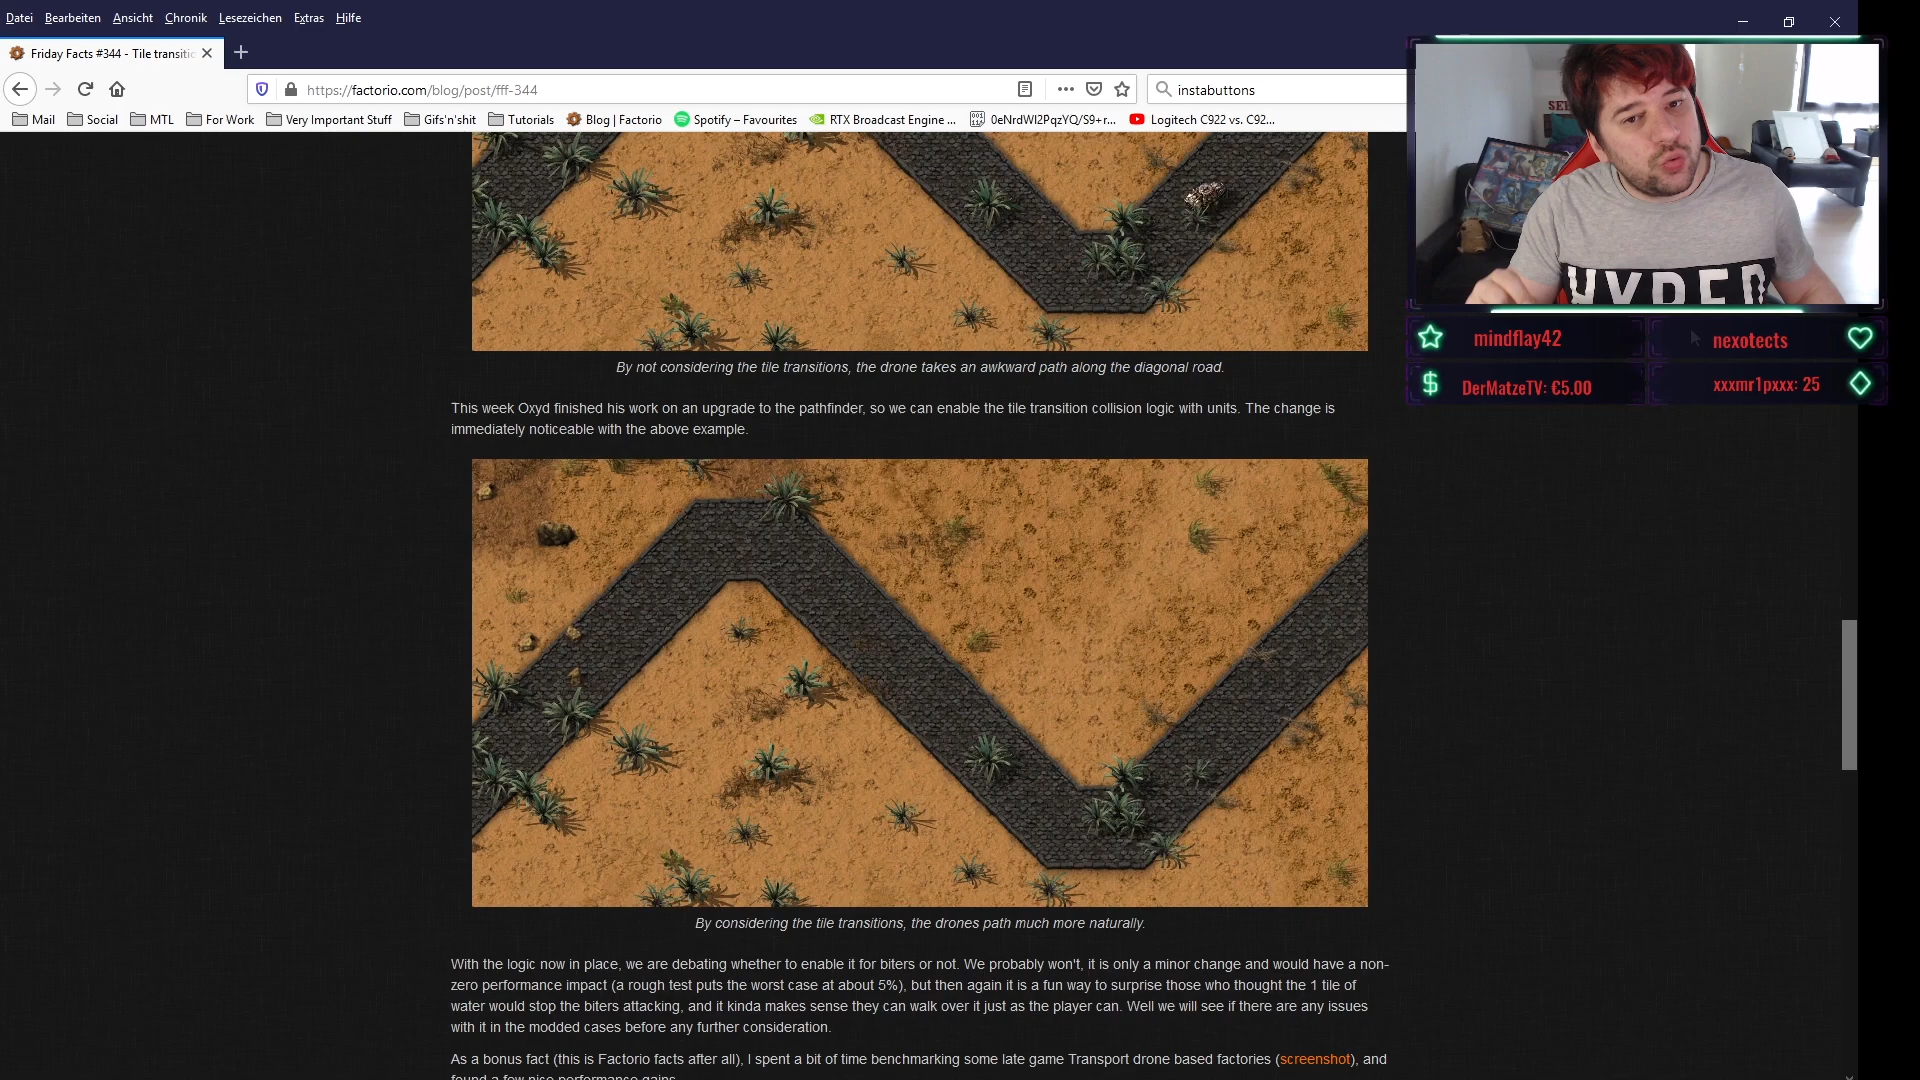 Datei Bearbeiten Ansicht Chronik Lesezeichen Extras Hilfe
Friday Facts #344 - Tile transitio
https://factorio.com/blog/post/fff-344
instabuttons
Mail Social MTL For Work Very Important Stuff Gifs'n'shit Tutorials Blog | Factorio Spotify – Favourites RTX Broadcast Engine ... 0eNrdWl2PqzYQ/S9+r... Logitech C922 vs. C92...
HYPED
mindflay42
nexotects
DerMatzeTV: €5.00
xxxmr1pxxx: 25
By not considering the tile transitions, the drone takes an awkward path along the diagonal road.
This week Oxyd finished his work on an upgrade to the pathfinder, so we can enable the tile transition collision logic with units. The change is
immediately noticeable with the above example.
By considering the tile transitions, the drones path much more naturally.
With the logic now in place, we are debating whether to enable it for biters or not. We probably won't, it is only a minor change and would have a non-
zero performance impact (a rough test puts the worst case at about 5%), but then again it is a fun way to surprise those who thought the 1 tile of
water would stop the biters attacking, and it kinda makes sense they can walk over it just as the player can. Well we will see if there are any issues
with it in the modded cases before any further consideration.
As a bonus fact (this is Factorio facts after all), I spent a bit of time benchmarking some late game Transport drone based factories (screenshot), and
found a few nice performance gains.